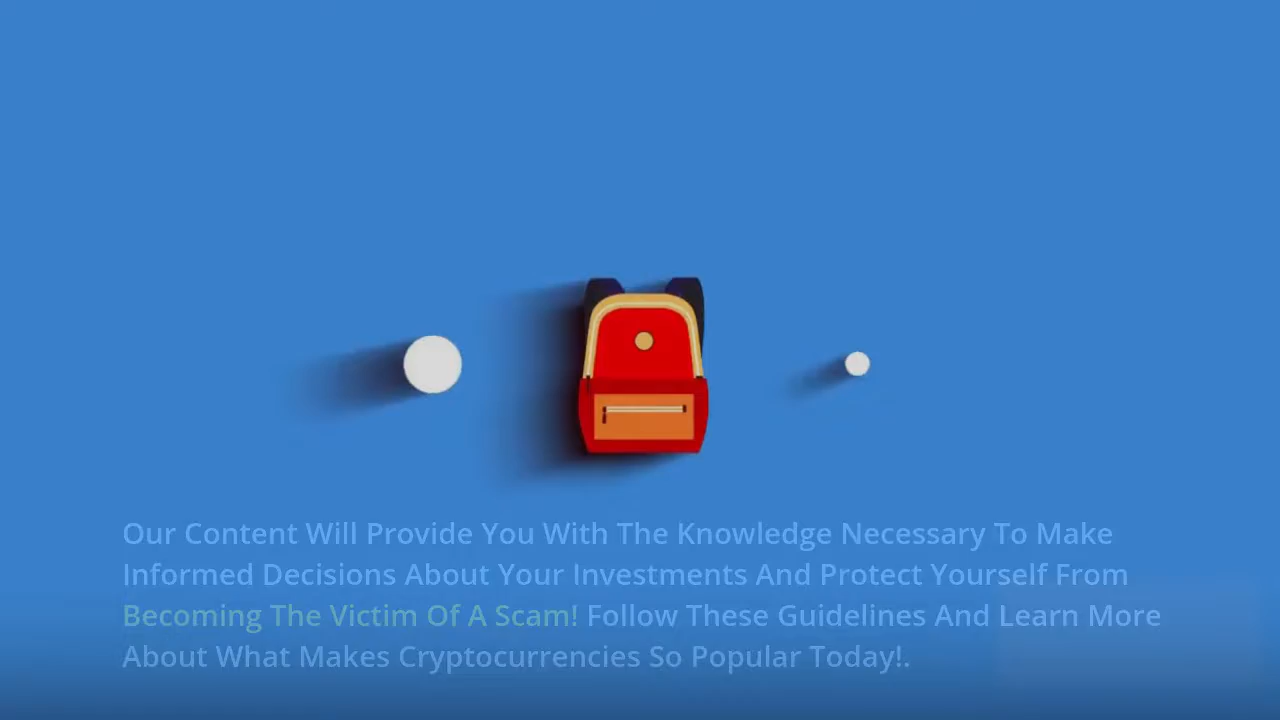 Our Content Will Provide You With The Knowledge Necessary To Make
Informed Decisions About Your Investments And Protect Yourself From
Becoming The Victim Of A Scam! Follow These Guidelines And Learn More
About What Makes Cryptocurrencies So Popular Today!.